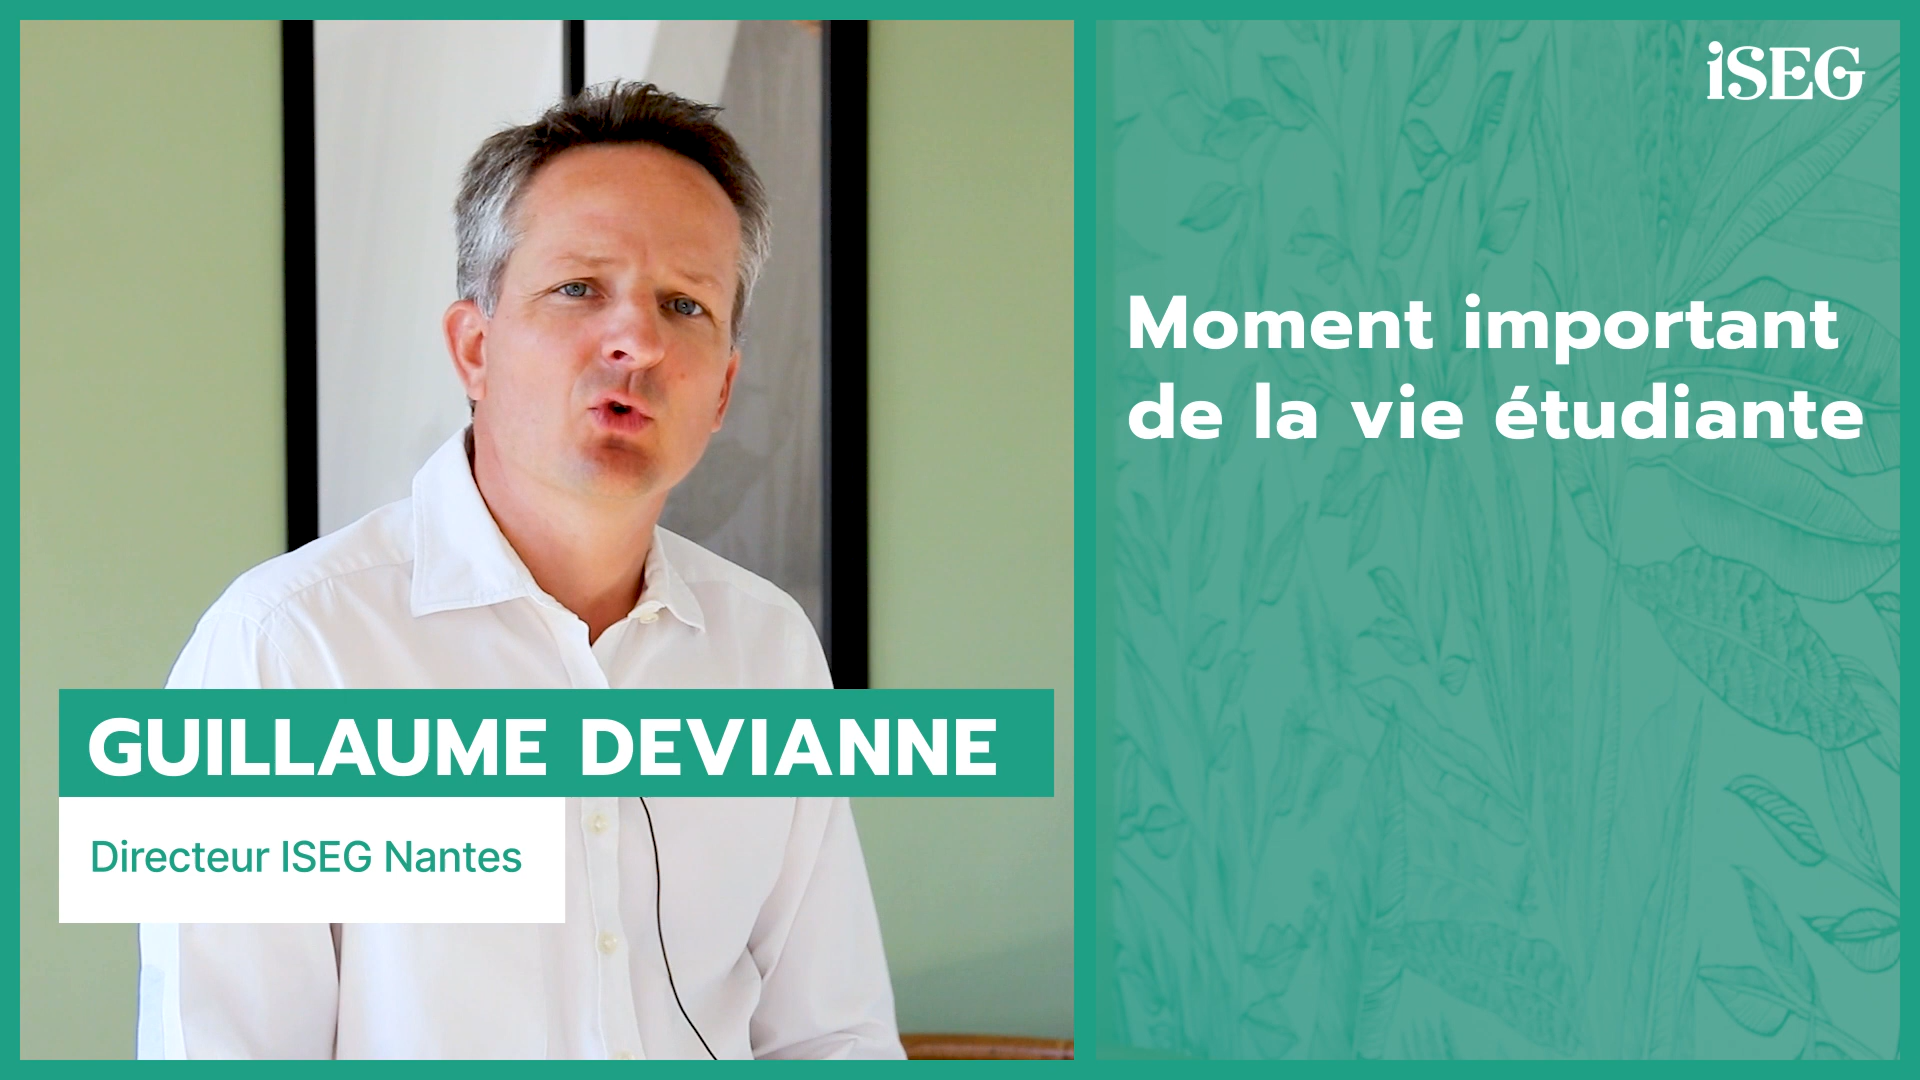 iSEG
Moment important
de la vie étudiante
GUILLAUME DEVIANNE
Directeur ISEG Nantes